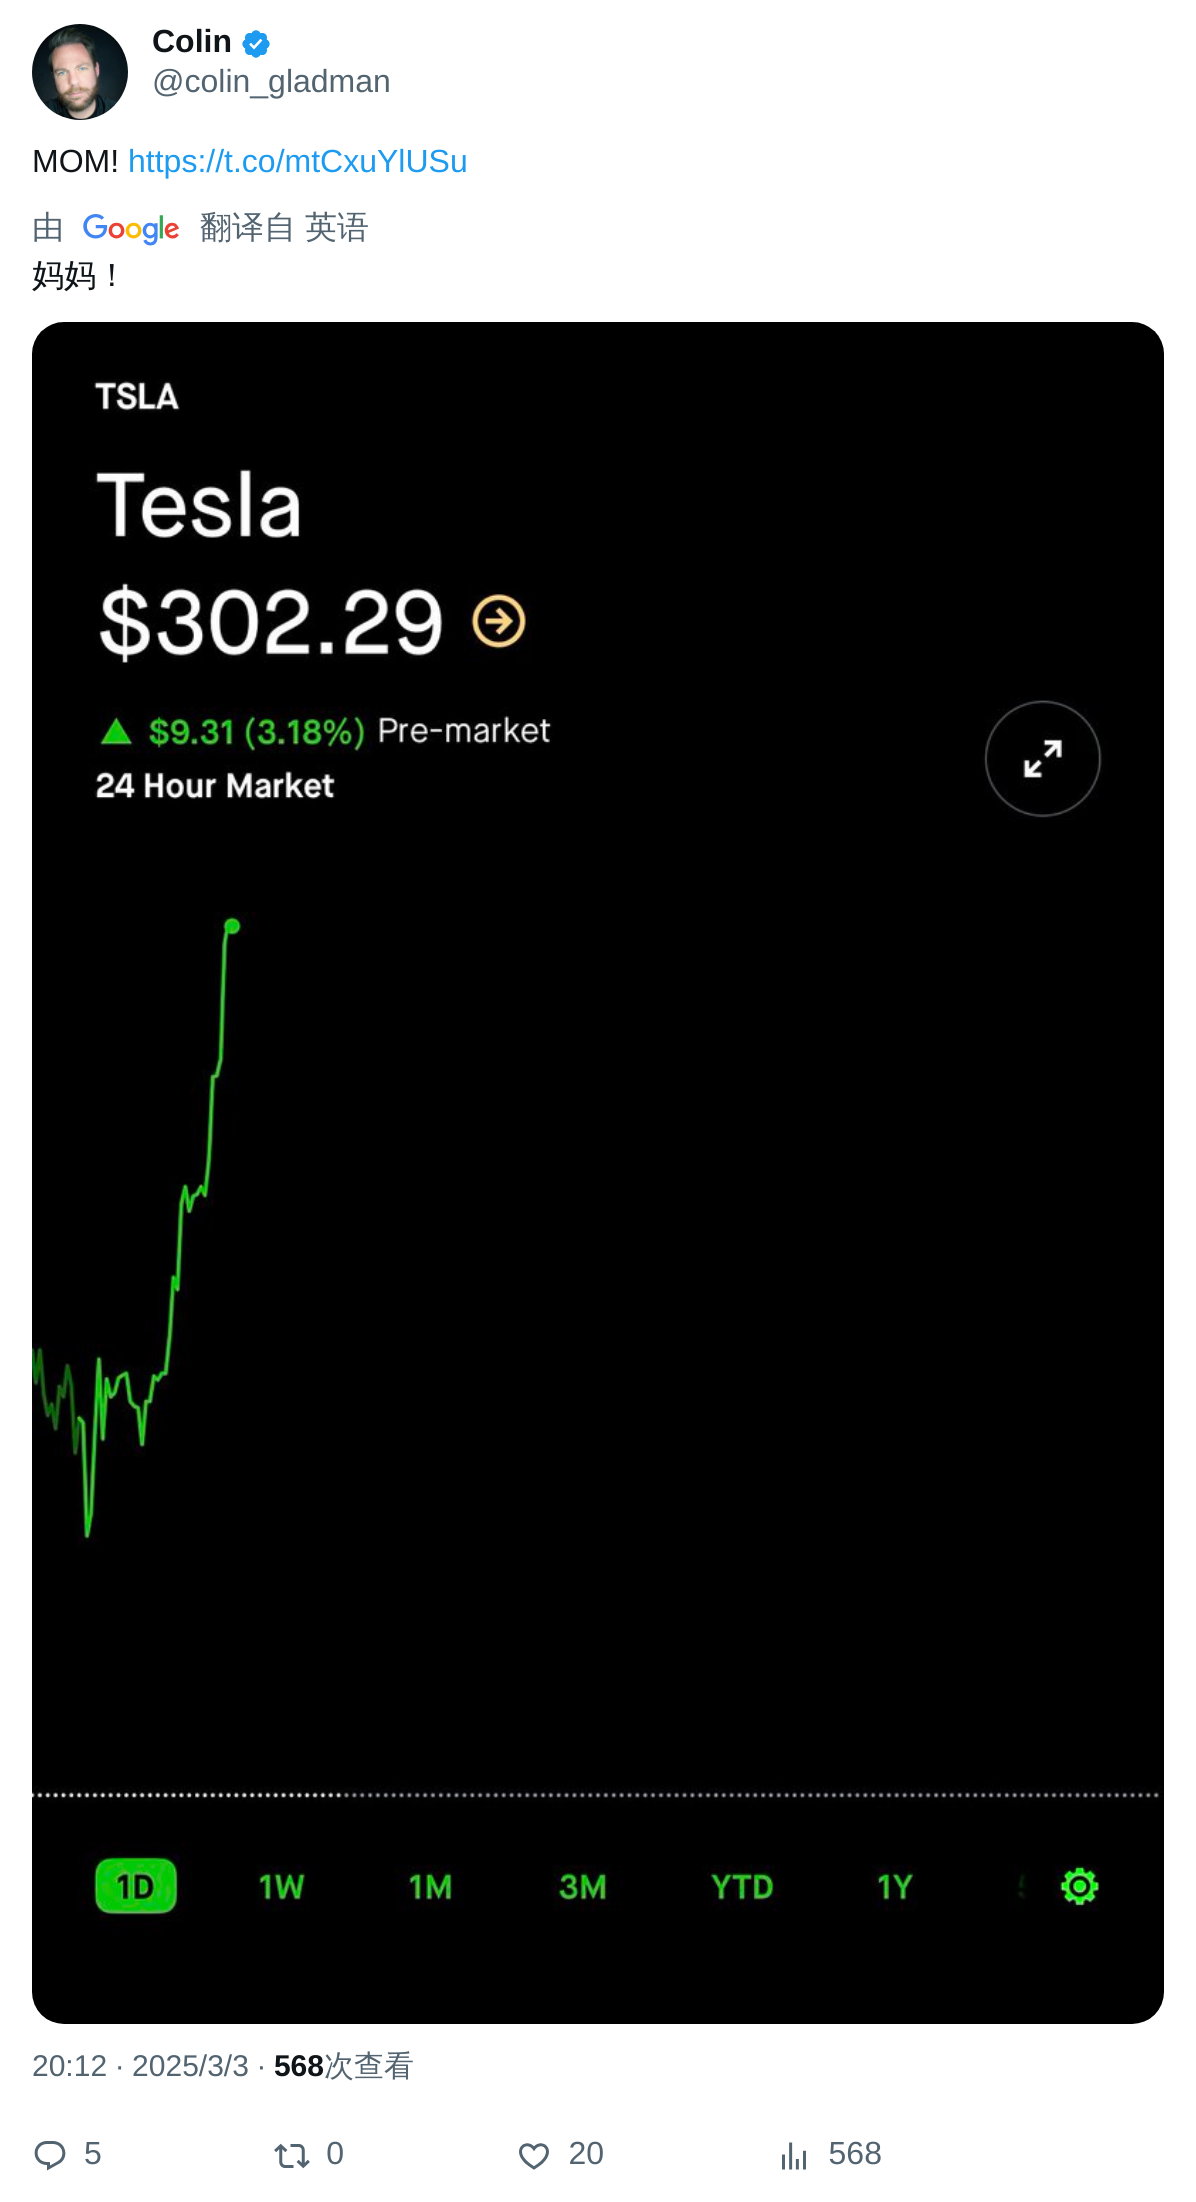 Colin
@colin_gladman
MOM! https://t.co/mtCxuYlUSu
由 Google 翻译自 英语
妈妈！
TSLA
Tesla
$302.29
$9.31 (3.18%) Pre-market
24 Hour Market
1D 1W 1M 3M YTD 1Y
20:12 · 2025/3/3 · 568次查看
5 0 20 568